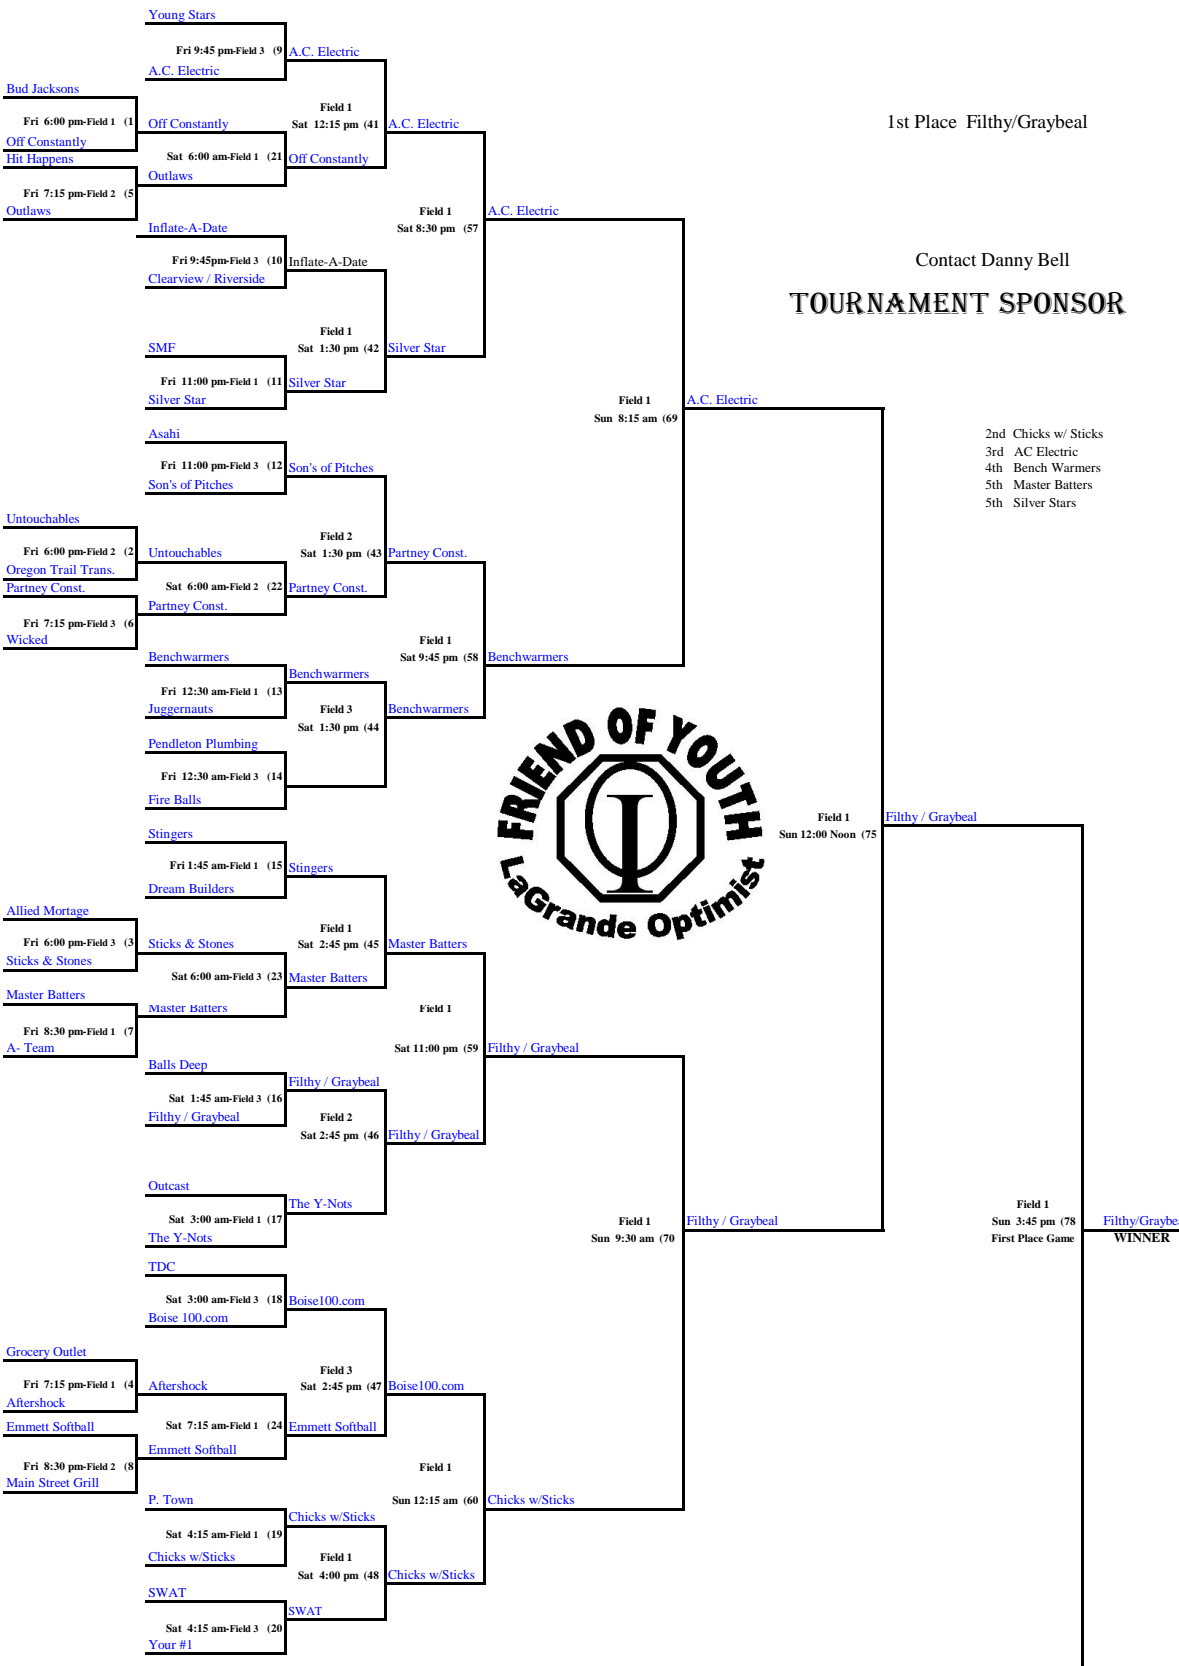 Young Stars
Fri 9:45 pm-Field 3 (9
A.C. Electric
A.C. Electric
Bud Jacksons
Fri 6:00 pm-Field 1 (1
Off Constantly
Off Constantly
Hit Happens
Sat 6:00 am-Field 1 (21
Outlaws
Fri 7:15 pm-Field 2 (5
Outlaws
Field 1
Sat 12:15 pm (41
A.C. Electric
Off Constantly
1st Place Filthy/Graybeal
Field 1
Sat 8:30 pm (57
A.C. Electric
Inflate-A-Date
Fri 9:45pm-Field 3 (10
Inflate-A-Date
Clearview / Riverside
Contact Danny Bell
TOURNAMENT SPONSOR
Field 1
Sat 1:30 pm (42
Silver Star
SMF
Fri 11:00 pm-Field 1 (11
Silver Star
Silver Star
Field 1
Sun 8:15 am (69
A.C. Electric
2nd Chicks w/ Sticks
3rd AC Electric
4th Bench Warmers
5th Master Batters
5th Silver Stars
Asahi
Fri 11:00 pm-Field 3 (12
Son's of Pitches
Son's of Pitches
Untouchables
Fri 6:00 pm-Field 2 (2
Untouchables
Oregon Trail Trans.
Partney Const.
Sat 6:00 am-Field 2 (22
Partney Const.
Partney Const.
Fri 7:15 pm-Field 3 (6
Wicked
Field 2
Sat 1:30 pm (43
Partney Const.
Field 1
Sat 9:45 pm (58
Benchwarmers
Benchwarmers
Benchwarmers
Fri 12:30 am-Field 1 (13
Juggernauts
Field 3
Sat 1:30 pm (44
Benchwarmers
Pendleton Plumbing
Fri 12:30 am-Field 3 (14
Fire Balls
FRIEND OF YOUTH
LaGrande Optimist
Field 1
Sun 12:00 Noon (75
Filthy / Graybeal
Stingers
Fri 1:45 am-Field 1 (15
Stingers
Dream Builders
Allied Mortage
Fri 6:00 pm-Field 3 (3
Sticks & Stones
Sticks & Stones
Field 1
Sat 2:45 pm (45
Master Batters
Sat 6:00 am-Field 3 (23
Master Batters
Master Batters
Master Batters
Fri 8:30 pm-Field 1 (7
A- Team
Field 1
Sat 11:00 pm (59
Filthy / Graybeal
Balls Deep
Filthy / Graybeal
Sat 1:45 am-Field 3 (16
Filthy / Graybeal
Field 2
Sat 2:45 pm (46
Filthy / Graybeal
Outcast
The Y-Nots
Sat 3:00 am-Field 1 (17
The Y-Nots
Field 1
Sun 9:30 am (70
Filthy / Graybeal
Field 1
Sun 3:45 pm (78
First Place Game
Filthy/Graybea
WINNER
TDC
Sat 3:00 am-Field 3 (18
Boise100.com
Boise 100.com
Grocery Outlet
Fri 7:15 pm-Field 1 (4
Aftershock
Aftershock
Field 3
Sat 2:45 pm (47
Boise100.com
Emmett Softball
Sat 7:15 am-Field 1 (24
Emmett Softball
Emmett Softball
Fri 8:30 pm-Field 2 (8
Main Street Grill
Field 1
Sun 12:15 am (60
Chicks w/Sticks
P. Town
Chicks w/Sticks
Sat 4:15 am-Field 1 (19
Chicks w/Sticks
Field 1
Sat 4:00 pm (48
Chicks w/Sticks
SWAT
SWAT
Sat 4:15 am-Field 3 (20
Your #1